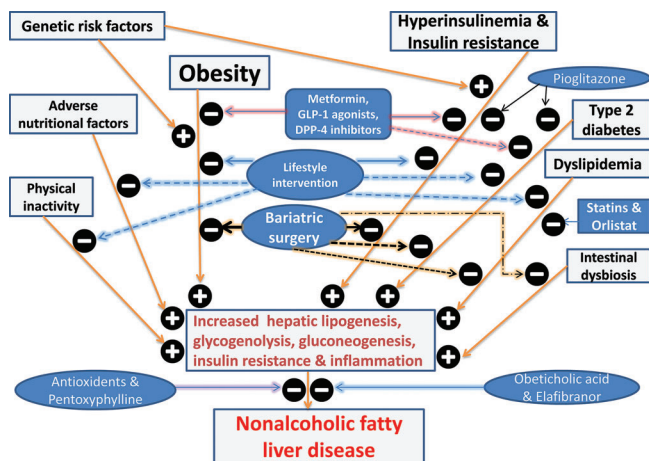 Genetic risk factors
Hyperinsulinemia &
Insulin resistance
Obesity
Pioglitazone
Metformin,
GLP-1 agonists,
DPP-4 inhibitors
Adverse
nutritional factors
Type 2
diabetes
Lifestyle
intervention
Dyslipidemia
Physical
inactivity
Bariatric
surgery
Statins &
Orlistat
Intestinal
dysbiosis
Increased hepatic lipogenesis,
glycogenolysis, gluconeogenesis,
insulin resistance & inflammation
Antioxidents &
Pentoxyphylline
Obeticholic acid
& Elafibranor
Nonalcoholic fatty
liver disease